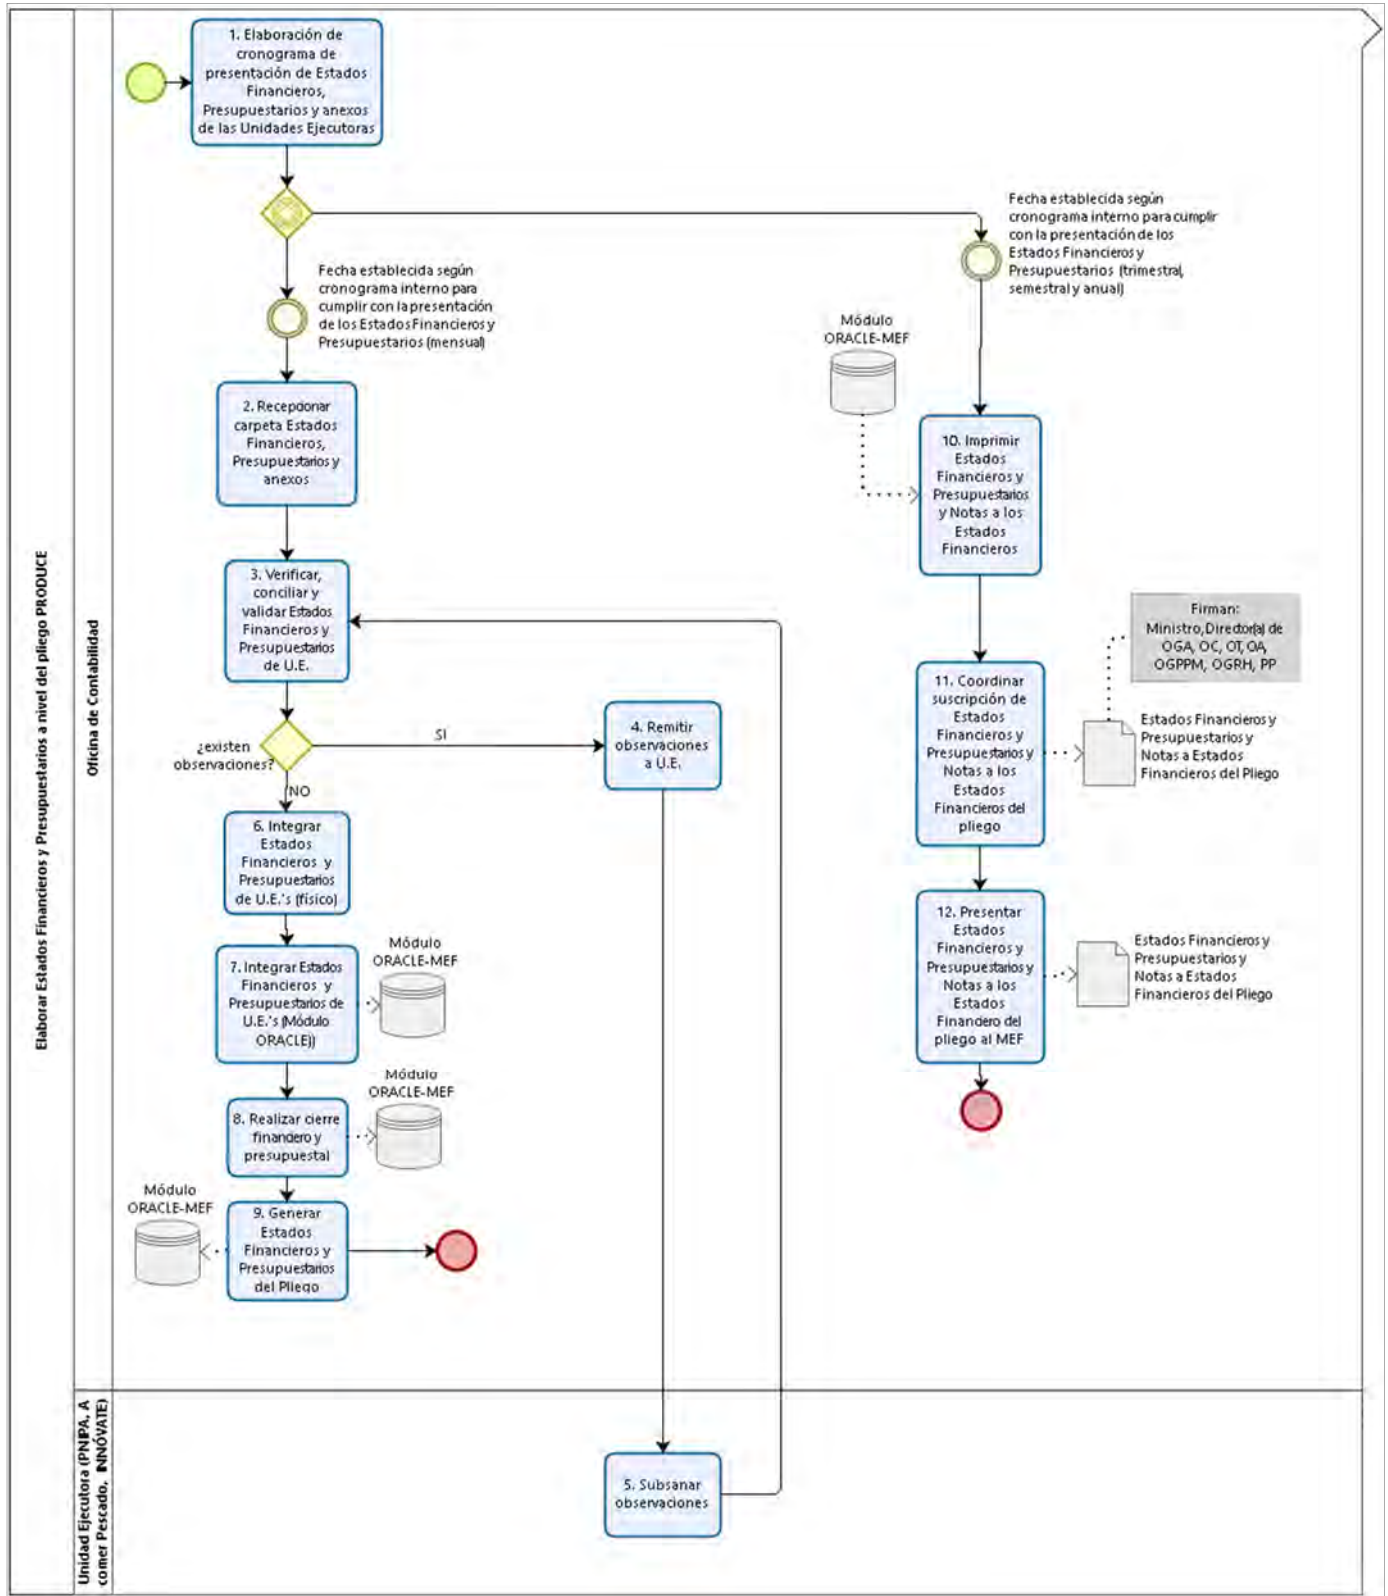 Elaborar Estados Financieros y Presupuestarios a nivel del pliego PRODUCE
Oficina de Contabilidad
1. Elaboración de
cronograma de
presentación de Estados
Financieros,
Presupuestarios y anexos
de las Unidades Ejecutoras
Fecha establecida según
cronograma interno para
cumplir con la presentación
de los Estados Financieros y
Presupuestarios (mensual)
Fecha establecida según
cronograma interno para cumplir
con la presentación de los
Estados Financieros y
Presupuestarios (trimestral,
semestral y anual)
2. Recepcionar
carpeta Estados
Financieros,
Presupuestarios y
anexos
3. Verificar,
conciliar y
validar Estados
Financieros y
Presupuestarios
de U.E.
¿existen
observaciones?
SI
NO
4. Remitir
observaciones
a U.E.
6. Integrar
Estados
Financieros y
Presupuestarios
de U.E.'s (físico)
7. Integrar Estados
Financieros y
Presupuestarios de
U.E.'s (Módulo
ORACLE))
Módulo
ORACLE-MEF
8. Realizar cierre
financiero y
presupuestal
Módulo
ORACLE-MEF
9. Generar
Estados
Financieros y
Presupuestarios
del Pliego
Módulo
ORACLE-MEF
Módulo
ORACLE-MEF
10. Imprimir
Estados
Financieros y
Presupuestarios
y Notas a los
Estados
Financieros
11. Coordinar
suscripción de
Estados
Financieros y
Presupuestarios y
Notas a los
Estados
Financieros del
pliego
Firman:
Ministro, Director(a) de
OGA, OC, OT, OA,
OGPPM, OGRH, PP
Estados Financieros y
Presupuestarios y
Notas a Estados
Financieros del Pliego
12. Presentar
Estados
Financieros y
Presupuestarios y
Notas a los
Estados
Financiero del
pliego al MEF
Estados Financieros y
Presupuestarios y
Notas a Estados
Financieros del Pliego
Unidad Ejecutora (PNIPA, A
comer Pescado, INNÓVATE)
5. Subsanar
observaciones